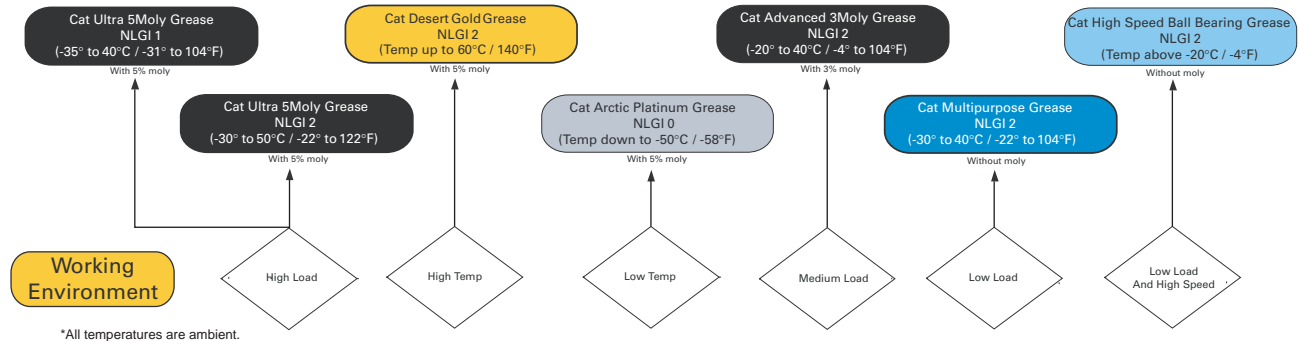 Cat Ultra 5Moly Grease
NLGI 1
(-35° to 40°C / -31° to 104°F)
With 5% moly
Cat Desert Gold Grease
NLGI 2
(Temp up to 60°C / 140°F)
With 5% moly
Cat Advanced 3Moly Grease
NLGI 2
(-20° to 40°C / -4° to 104°F)
With 3% moly
Cat High Speed Ball Bearing Grease
NLGI 2
(Temp above -20°C / -4°F)
Without moly
Cat Ultra 5Moly Grease
NLGI 2
(-30° to 50°C / -22° to 122°F)
With 5% moly
Cat Arctic Platinum Grease
NLGI 0
(Temp down to -50°C / -58°F)
With 5% moly
Cat Multipurpose Grease
NLGI 2
(-30° to 40°C / -22° to 104°F)
Without moly
Working
Environment
High Load
High Temp
Low Temp
Medium Load
Low Load
Low Load
And High Speed
*All temperatures are ambient.